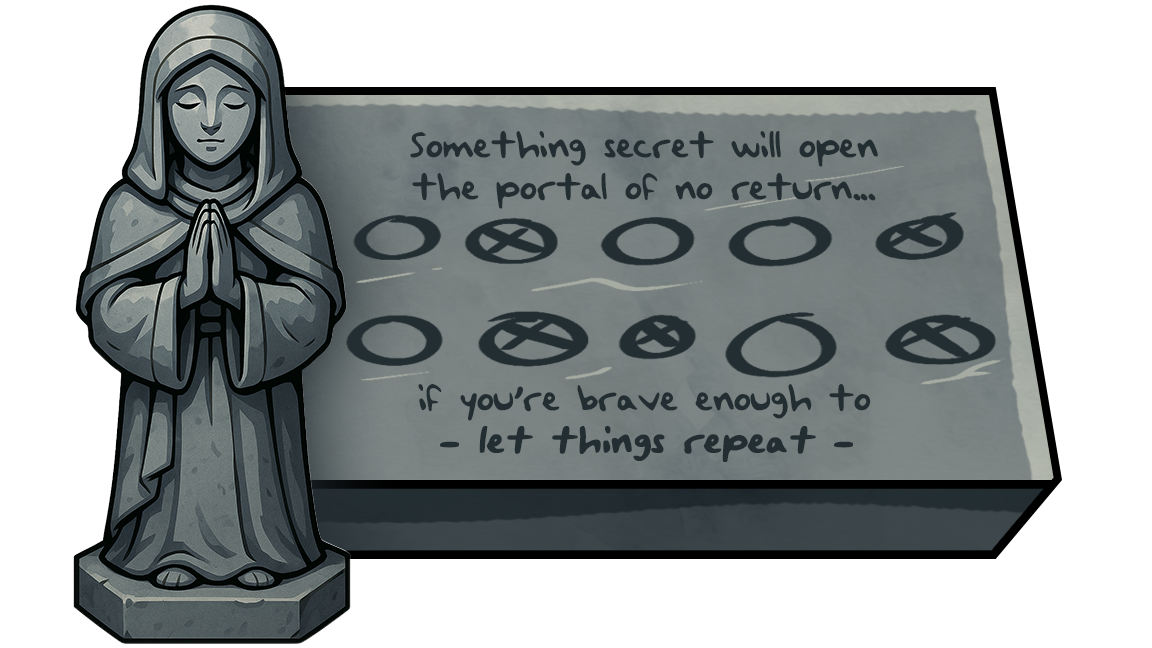 Something secret will open
the portal of no return...
if you're brave enough to
- let things repeat -